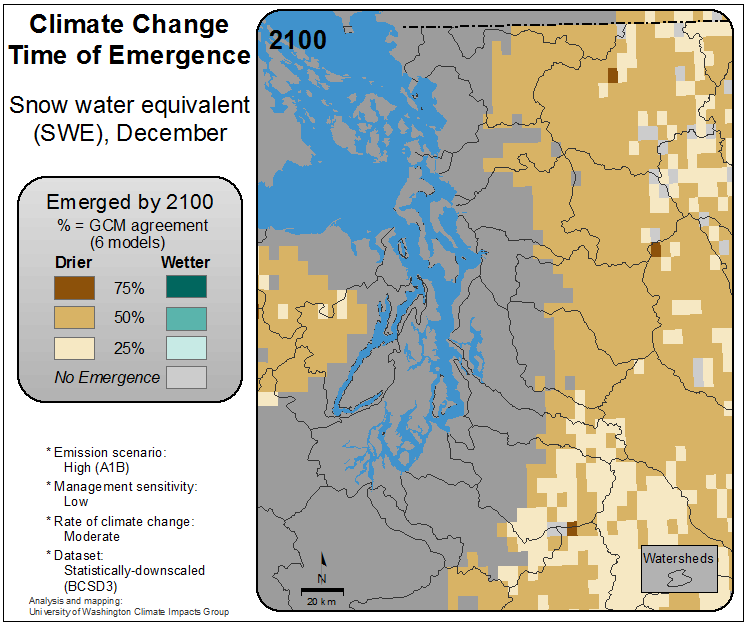 Climate Change
Time of Emergence
Snow water equivalent
(SWE), December
Emerged by 2100
% = GCM agreement
(6 models)
Drier Wetter
75%
50%
25%
No Emergence
* Emission scenario:
High (A1B)
* Management sensitivity:
Low
* Rate of climate change:
Moderate
* Dataset:
Statistically-downscaled
(BCSD3)
Analysis and mapping:
University of Washington Climate Impacts Group
2100
N
20 km
Watersheds